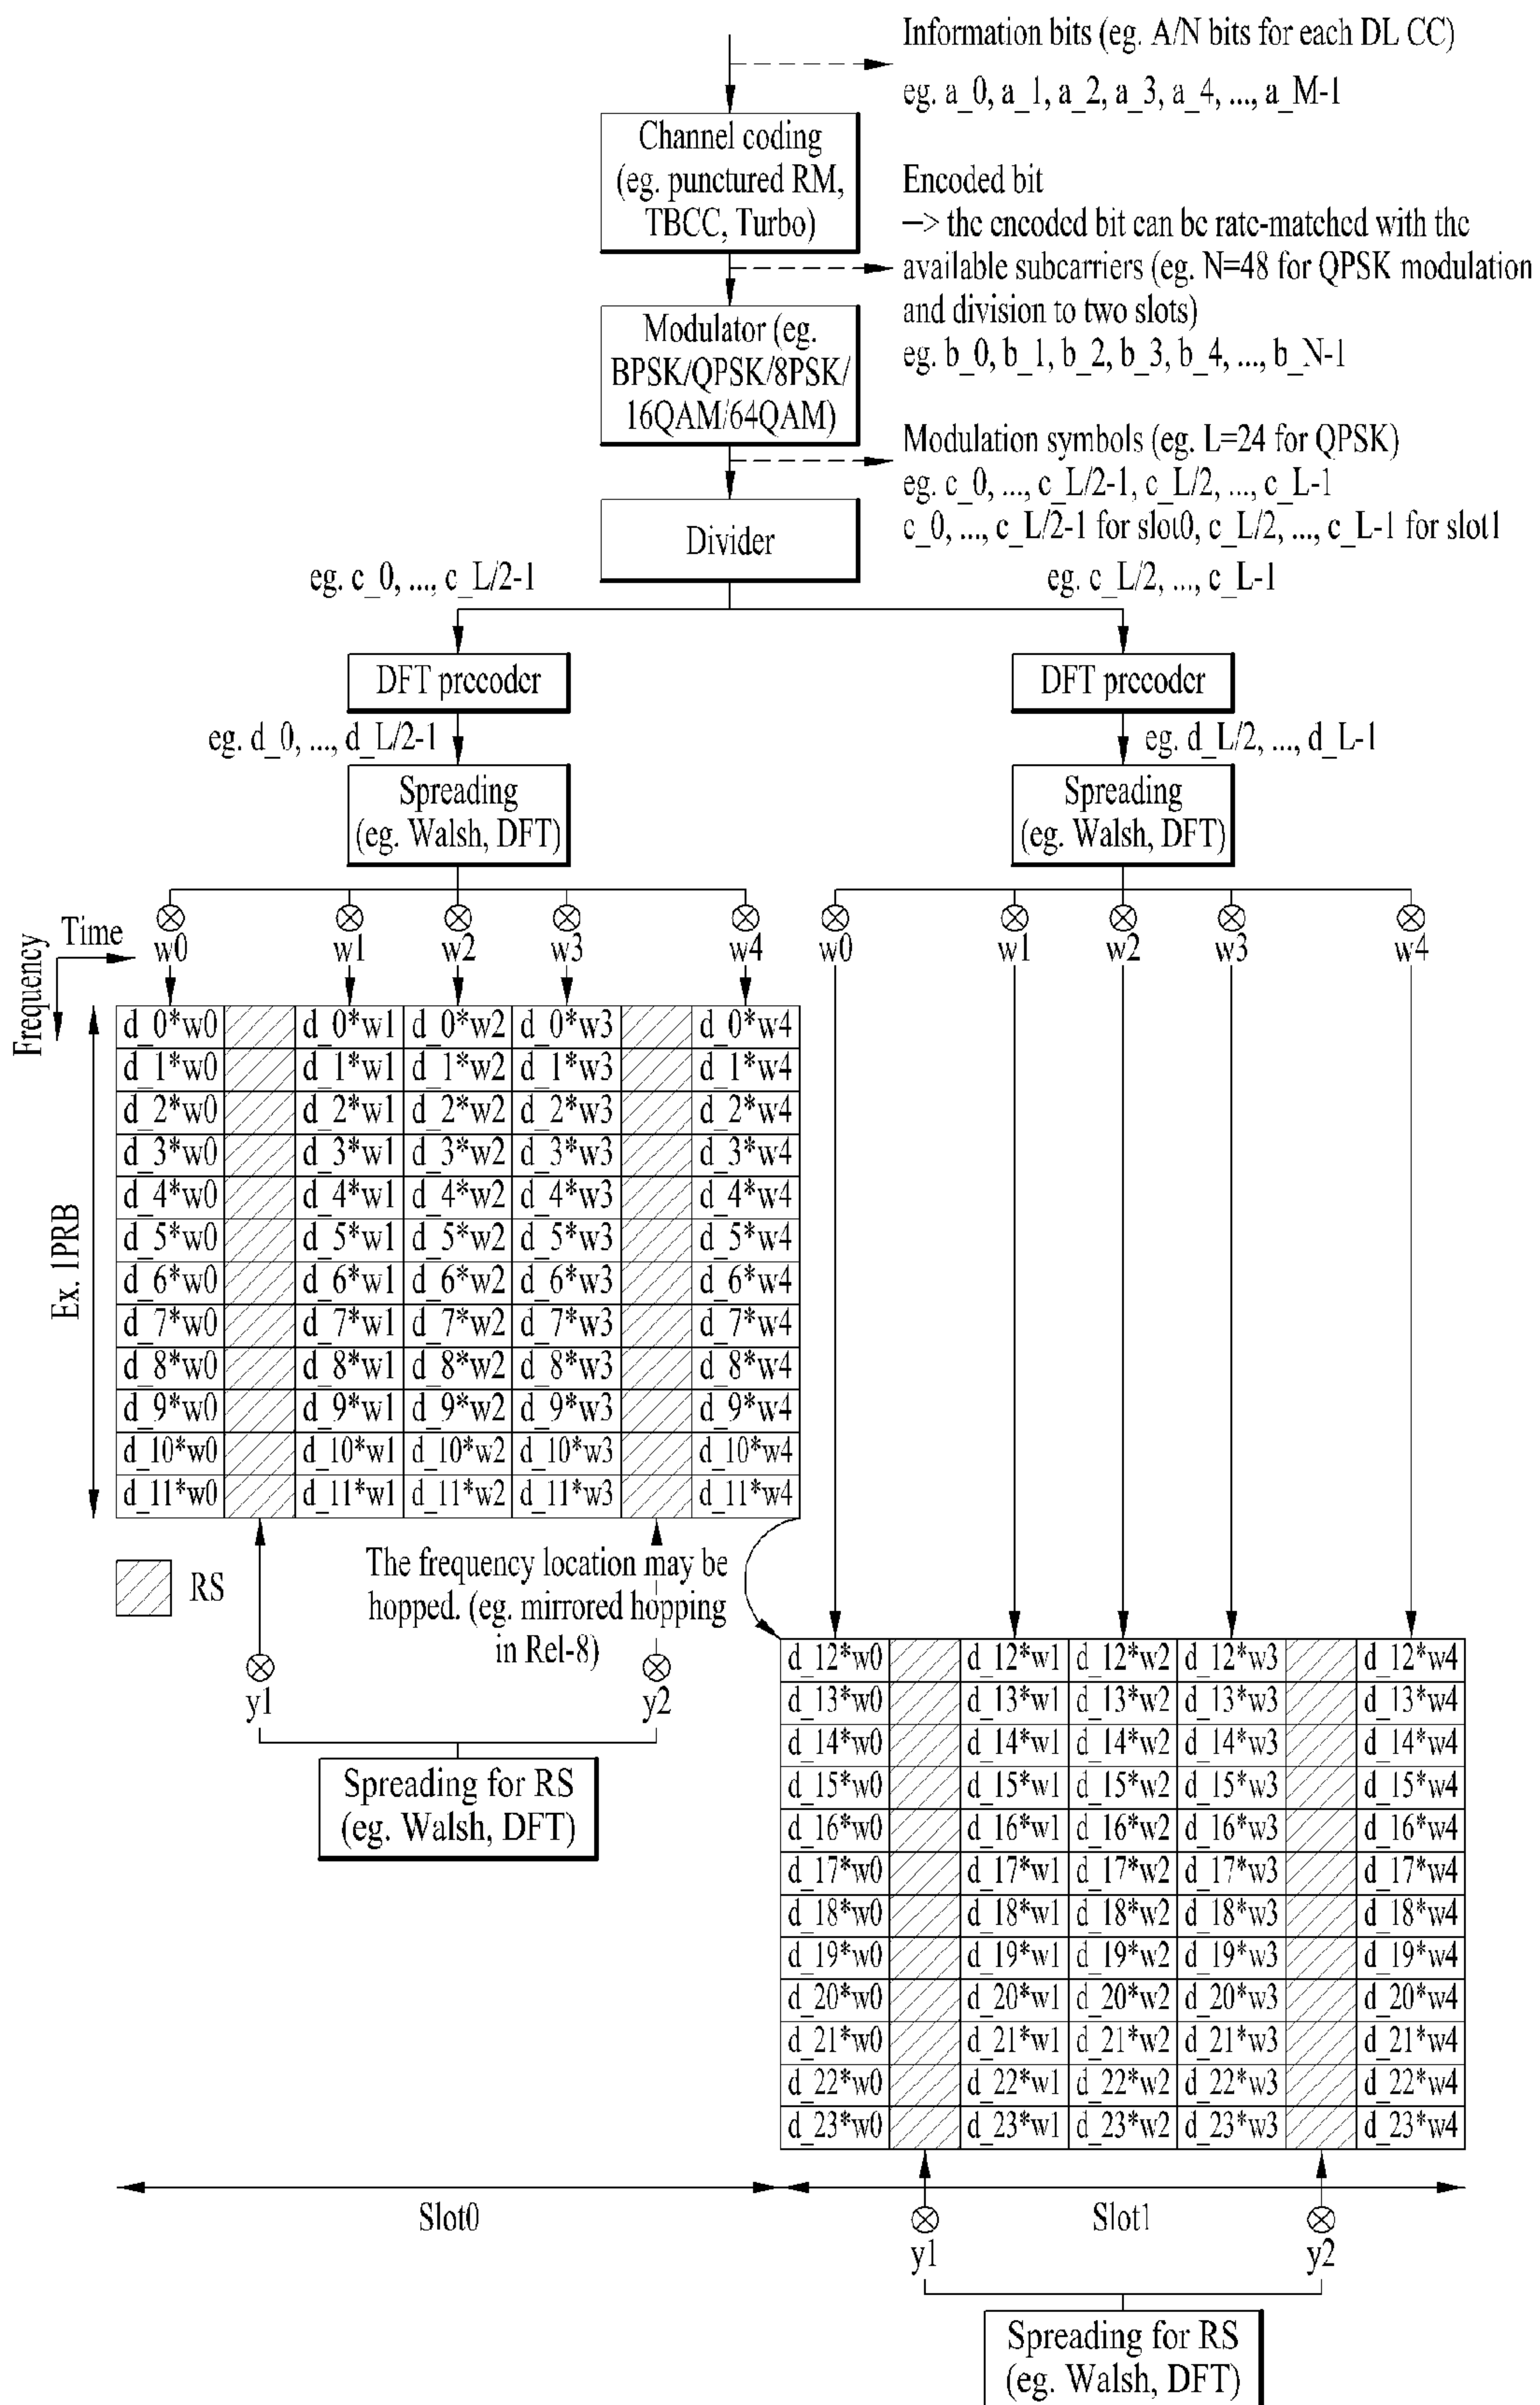 Information bits (eg. A/N bits for each DL CC)
eg. a_0, a_1, a_2, a_3, a_4, ..., a_M-1
Channel coding
(eg. punctured RM,
TBCC, Turbo)
Encoded bit
—> the encoded bit can be rate-matched with the
available subcarriers (eg. N=48 for QPSK modulation
and division to two slots)
eg. b_0, b_1, b_2, b_3, b_4, ..., b_N-1
Modulator (eg.
BPSK/QPSK/8PSK/
16QAM/64QAM)
Modulation symbols (eg. L=24 for QPSK)
eg. c_0, ..., c_L/2-1, c_L/2, ..., c_L-1
c_0, ..., c_L/2-1 for slot0, c_L/2, ..., c_L-1 for slot1
Divider
eg. c_0, ..., c_L/2-1
eg. c_L/2, ..., c_L-1
DFT precoder
DFT precoder
eg. d_0, ..., d_L/2-1
eg. d_L/2, ..., d_L-1
Spreading
(eg. Walsh, DFT)
Spreading
(eg. Walsh, DFT)
Time
Frequency
w0 w1 w2 w3 w4 w0 w1 w2 w3 w4
Ex. 1PRB
d_0*w0 d_0*w1 d_0*w2 d_0*w3 d_0*w4
d_1*w0 d_1*w1 d_1*w2 d_1*w3 d_1*w4
d_2*w0 d_2*w1 d_2*w2 d_2*w3 d_2*w4
d_3*w0 d_3*w1 d_3*w2 d_3*w3 d_3*w4
d_4*w0 d_4*w1 d_4*w2 d_4*w3 d_4*w4
d_5*w0 d_5*w1 d_5*w2 d_5*w3 d_5*w4
d_6*w0 d_6*w1 d_6*w2 d_6*w3 d_6*w4
d_7*w0 d_7*w1 d_7*w2 d_7*w3 d_7*w4
d_8*w0 d_8*w1 d_8*w2 d_8*w3 d_8*w4
d_9*w0 d_9*w1 d_9*w2 d_9*w3 d_9*w4
d_10*w0 d_10*w1 d_10*w2 d_10*w3 d_10*w4
d_11*w0 d_11*w1 d_11*w2 d_11*w3 d_11*w4
RS
The frequency location may be
hopped. (eg. mirrored hopping
in Rel-8)
y1 y2
Spreading for RS
(eg. Walsh, DFT)
d_12*w0 d_12*w1 d_12*w2 d_12*w3 d_12*w4
d_13*w0 d_13*w1 d_13*w2 d_13*w3 d_13*w4
d_14*w0 d_14*w1 d_14*w2 d_14*w3 d_14*w4
d_15*w0 d_15*w1 d_15*w2 d_15*w3 d_15*w4
d_16*w0 d_16*w1 d_16*w2 d_16*w3 d_16*w4
d_17*w0 d_17*w1 d_17*w2 d_17*w3 d_17*w4
d_18*w0 d_18*w1 d_18*w2 d_18*w3 d_18*w4
d_19*w0 d_19*w1 d_19*w2 d_19*w3 d_19*w4
d_20*w0 d_20*w1 d_20*w2 d_20*w3 d_20*w4
d_21*w0 d_21*w1 d_21*w2 d_21*w3 d_21*w4
d_22*w0 d_22*w1 d_22*w2 d_22*w3 d_22*w4
d_23*w0 d_23*w1 d_23*w2 d_23*w3 d_23*w4
Slot0
Slot1
y1 y2
Spreading for RS
(eg. Walsh, DFT)